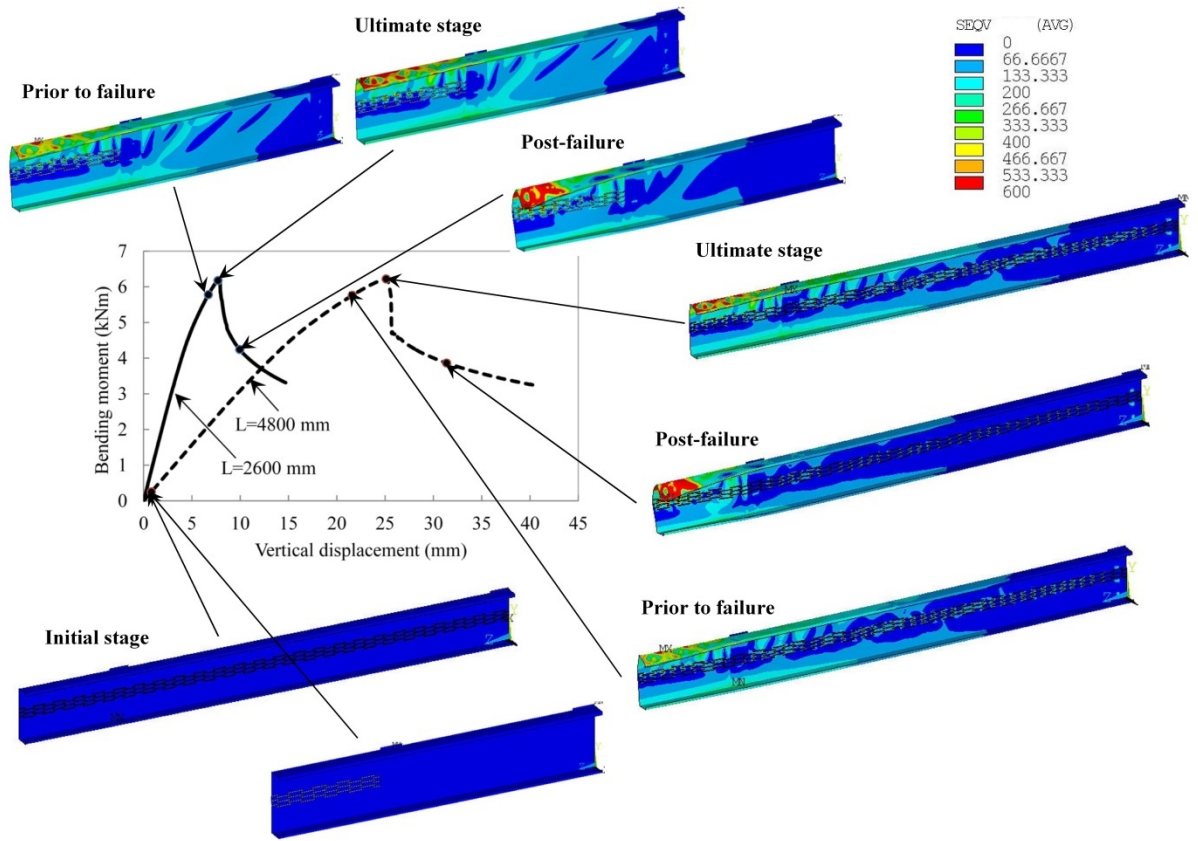 Ultimate stage
SEQV (AVG)
0
66.6667
133.333
200
266.667
333.333
400
466.667
533.333
600
Prior to failure
Post-failure
MN
Y
Z
Ultimate stage
7
6
5
4
3
2
1
0
Bending moment (kNm)
L=4800 mm
L=2600 mm
0 5 10 15 20 25 30 35 40 45
Vertical displacement (mm)
Post-failure
Y
Z
Prior to failure
MX
MN
Y
Z
Initial stage
Y
Z